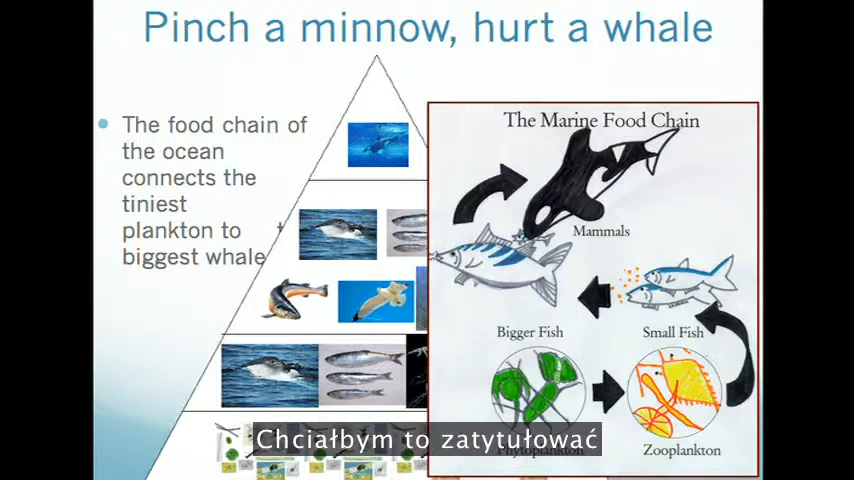 Pinch a minnow, hurt a whale
The food chain of
the ocean
connects the
tiniest
plankton to
biggest whale
The Marine Food Chain
Mammals
Bigger Fish
Small Fish
Phytoplankton
Zooplankton
Chciałbym to zatytułować